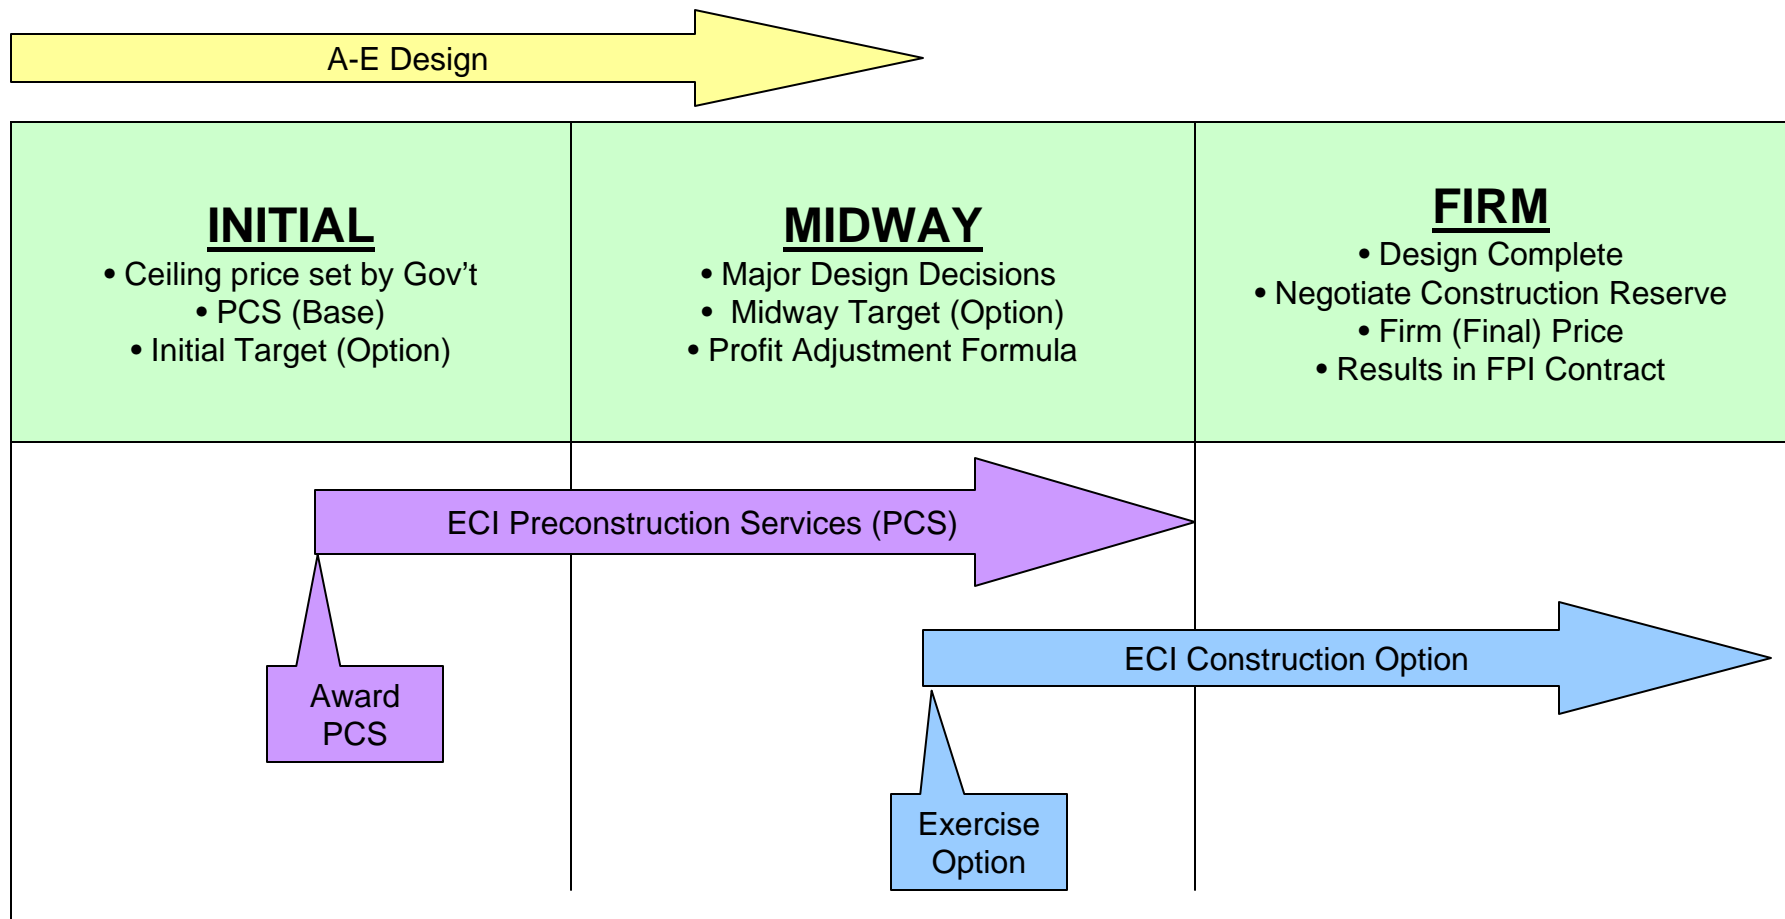 A-E Design
INITIAL
• Ceiling price set by Gov't
• PCS (Base)
• Initial Target (Option)
MIDWAY
• Major Design Decisions
• Midway Target (Option)
• Profit Adjustment Formula
FIRM
• Design Complete
• Negotiate Construction Reserve
• Firm (Final) Price
• Results in FPI Contract
ECI Preconstruction Services (PCS)
Award
PCS
ECI Construction Option
Exercise
Option